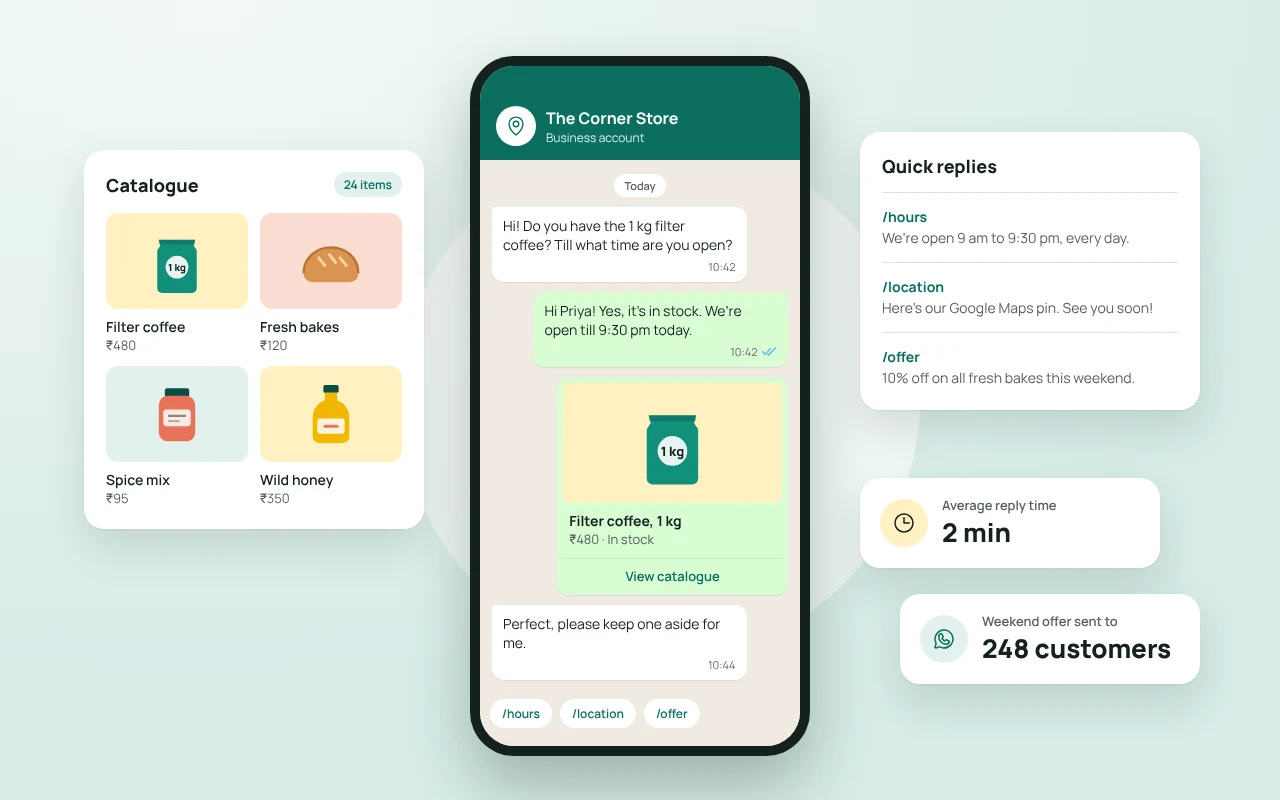 Catalogue
24 items
1 kg
Filter coffee
₹480
Fresh bakes
₹120
Spice mix
₹95
Wild honey
₹350
The Corner Store
Business account
Today
Hi! Do you have the 1 kg filter
coffee? Till what time are you open?
10:42
Hi Priya! Yes, it's in stock. We're
open till 9:30 pm today.
10:42
1 kg
Filter coffee, 1 kg
₹480 · In stock
View catalogue
Perfect, please keep one aside for
me.
10:44
/hours
/location
/offer
Quick replies
/hours
We're open 9 am to 9:30 pm, every day.
/location
Here's our Google Maps pin. See you soon!
/offer
10% off on all fresh bakes this weekend.
Average reply time
2 min
Weekend offer sent to
248 customers